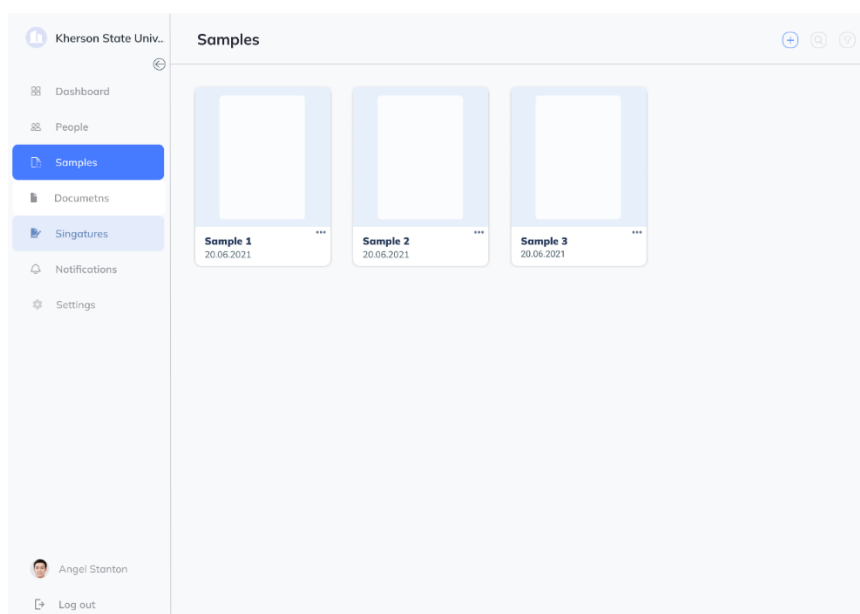 Kherson State Univ...
Samples
Dashboard
People
Samples
Documetns
Singatures
Notifications
Settings
Sample 1
20.06.2021
Sample 2
20.06.2021
Sample 3
20.06.2021
Angel Stanton
Log out